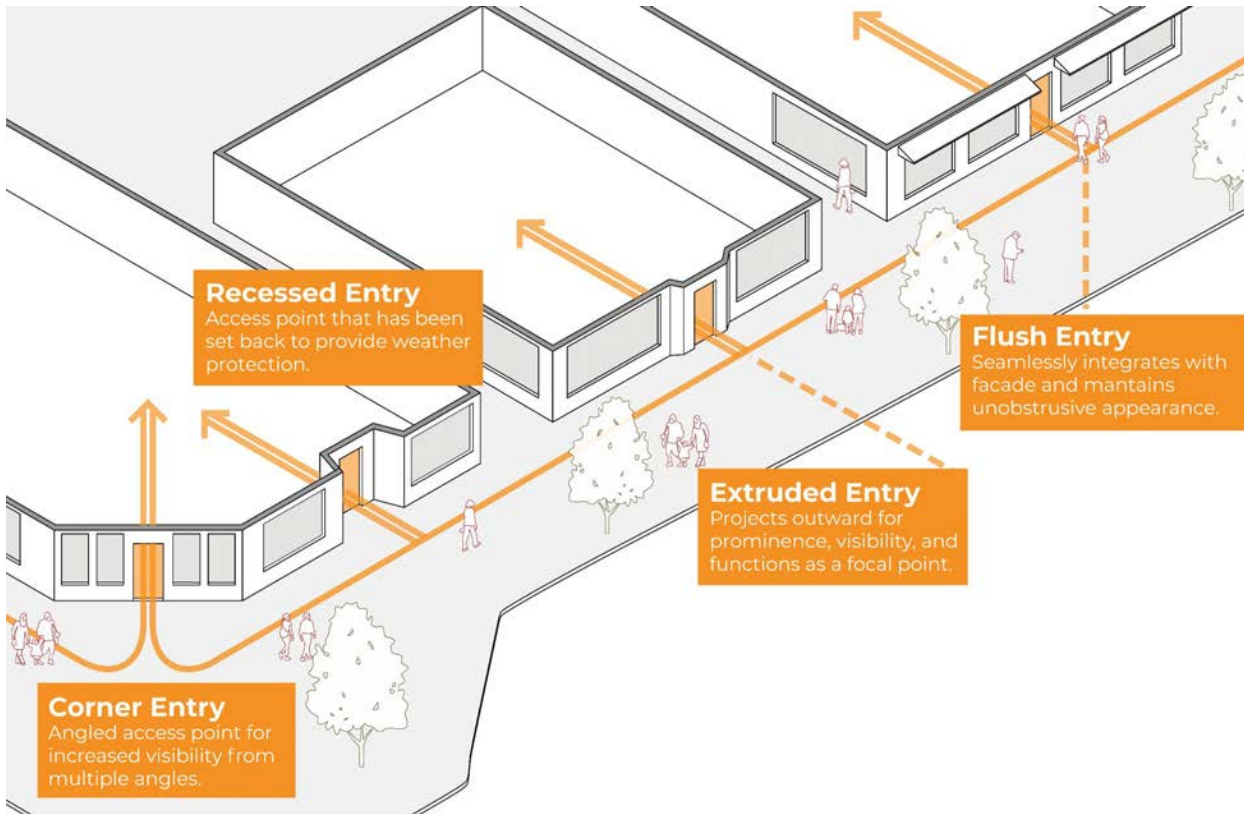 Recessed Entry
Access point that has been
set back to provide weather
protection.
Flush Entry
Seamlessly integrates with
facade and mantains
unobstrusive appearance.
Extruded Entry
Projects outward for
prominence, visibility, and
functions as a focal point.
Corner Entry
Angled access point for
increased visibility from
multiple angles.